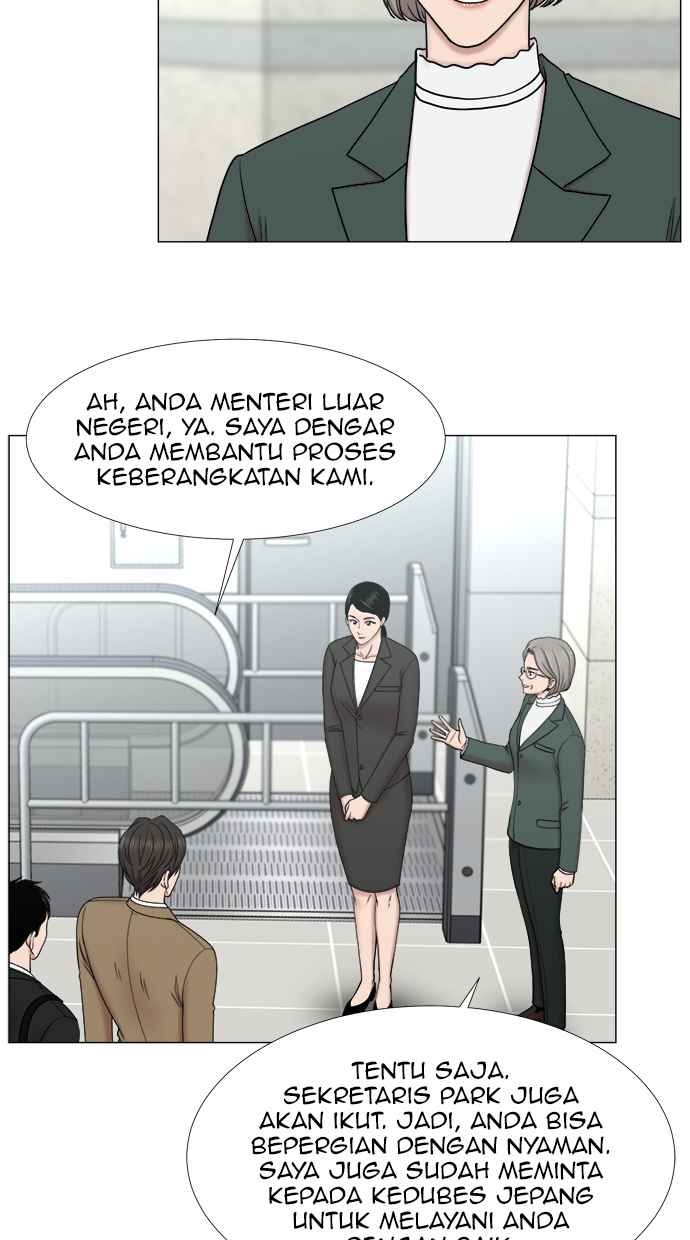 AH, ANDA MENTERI LUAR
NEGERI, YA. SAYA DENGAR
ANDA MEMBANTU PROSES
KEBERANGKATAN KAMI.
TENTU SAJA.
SEKRETARIS PARK JUGA
AKAN IKUT. JADI, ANDA BISA
BEPERGIAN DENGAN NYAMAN.
SAYA JUGA SUDAH MEMINTA
KEPADA KEDUBES JEPANG
UNTUK MELAYANI ANDA